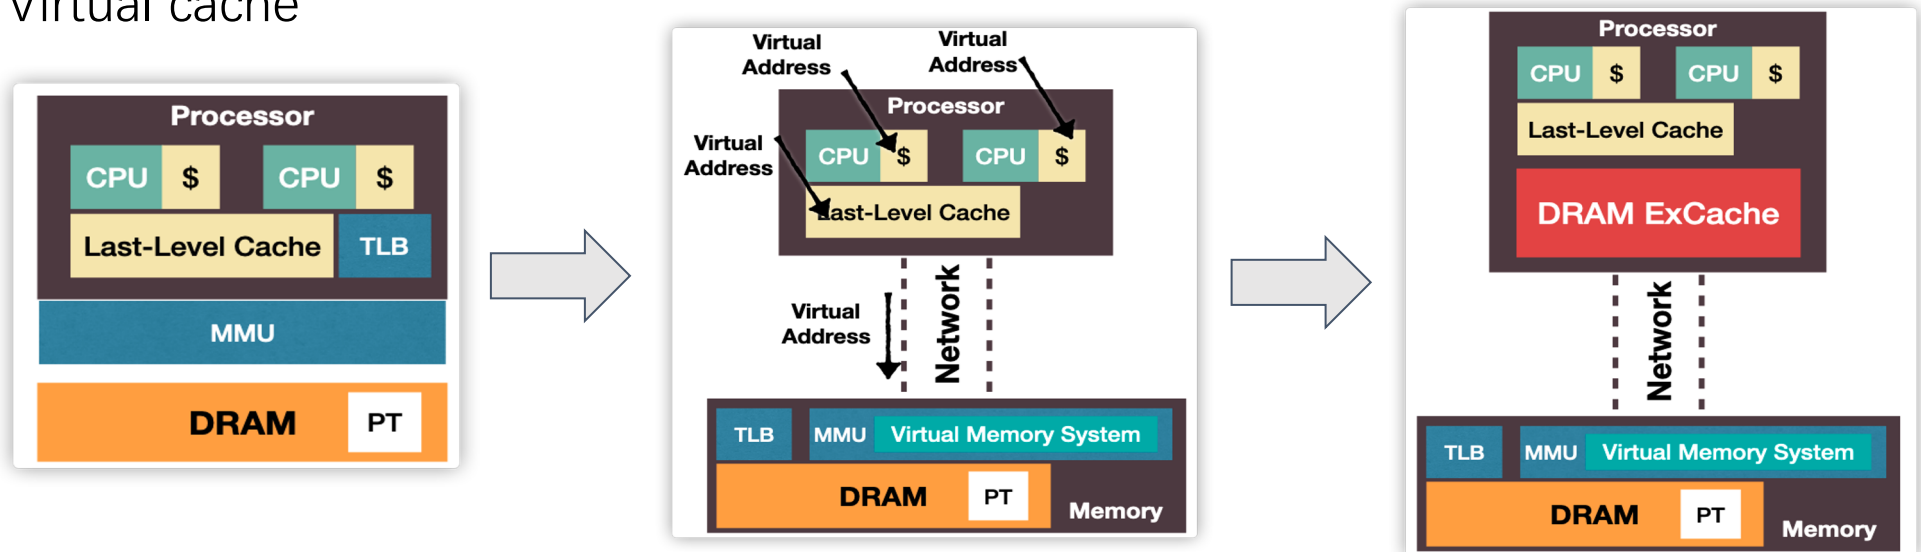 Virtual cache
Processor
CPU $ CPU $
Last-Level Cache TLB
MMU
DRAM PT
Virtual
Address
Virtual
Address
Virtual
Address
Processor
CPU $ CPU $
Last-Level Cache
Virtual
Address
Network
TLB MMU Virtual Memory System
DRAM PT Memory
Processor
CPU $ CPU $
Last-Level Cache
DRAM ExCache
Network
TLB MMU Virtual Memory System
DRAM PT Memory